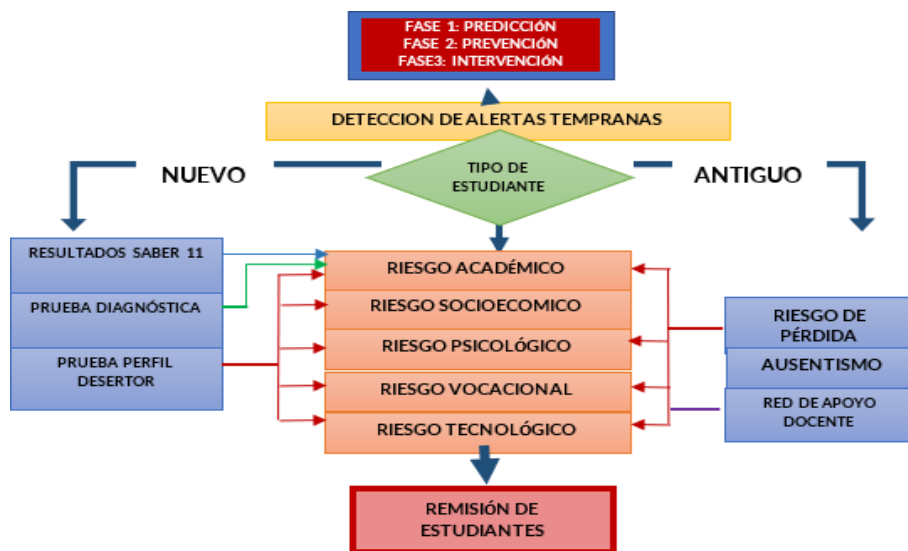 FASE 1: PREDICCIÓN
FASE 2: PREVENCIÓN
FASE3: INTERVENCIÓN
DETECCION DE ALERTAS TEMPRANAS
NUEVO
TIPO DE
ESTUDIANTE
ANTIGUO
RESULTADOS SABER 11
PRUEBA DIAGNÓSTICA
PRUEBA PERFIL
DESERTOR
RIESGO ACADÉMICO
RIESGO SOCIOECOMICO
RIESGO PSICOLÓGICO
RIESGO VOCACIONAL
RIESGO TECNOLÓGICO
RIESGO DE
PÉRDIDA
AUSENTISMO
RED DE APOYO
DOCENTE
REMISIÓN DE
ESTUDIANTES